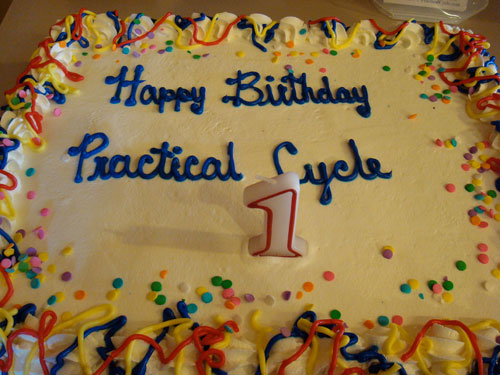 Happy Birthday
Practical Cycle
1